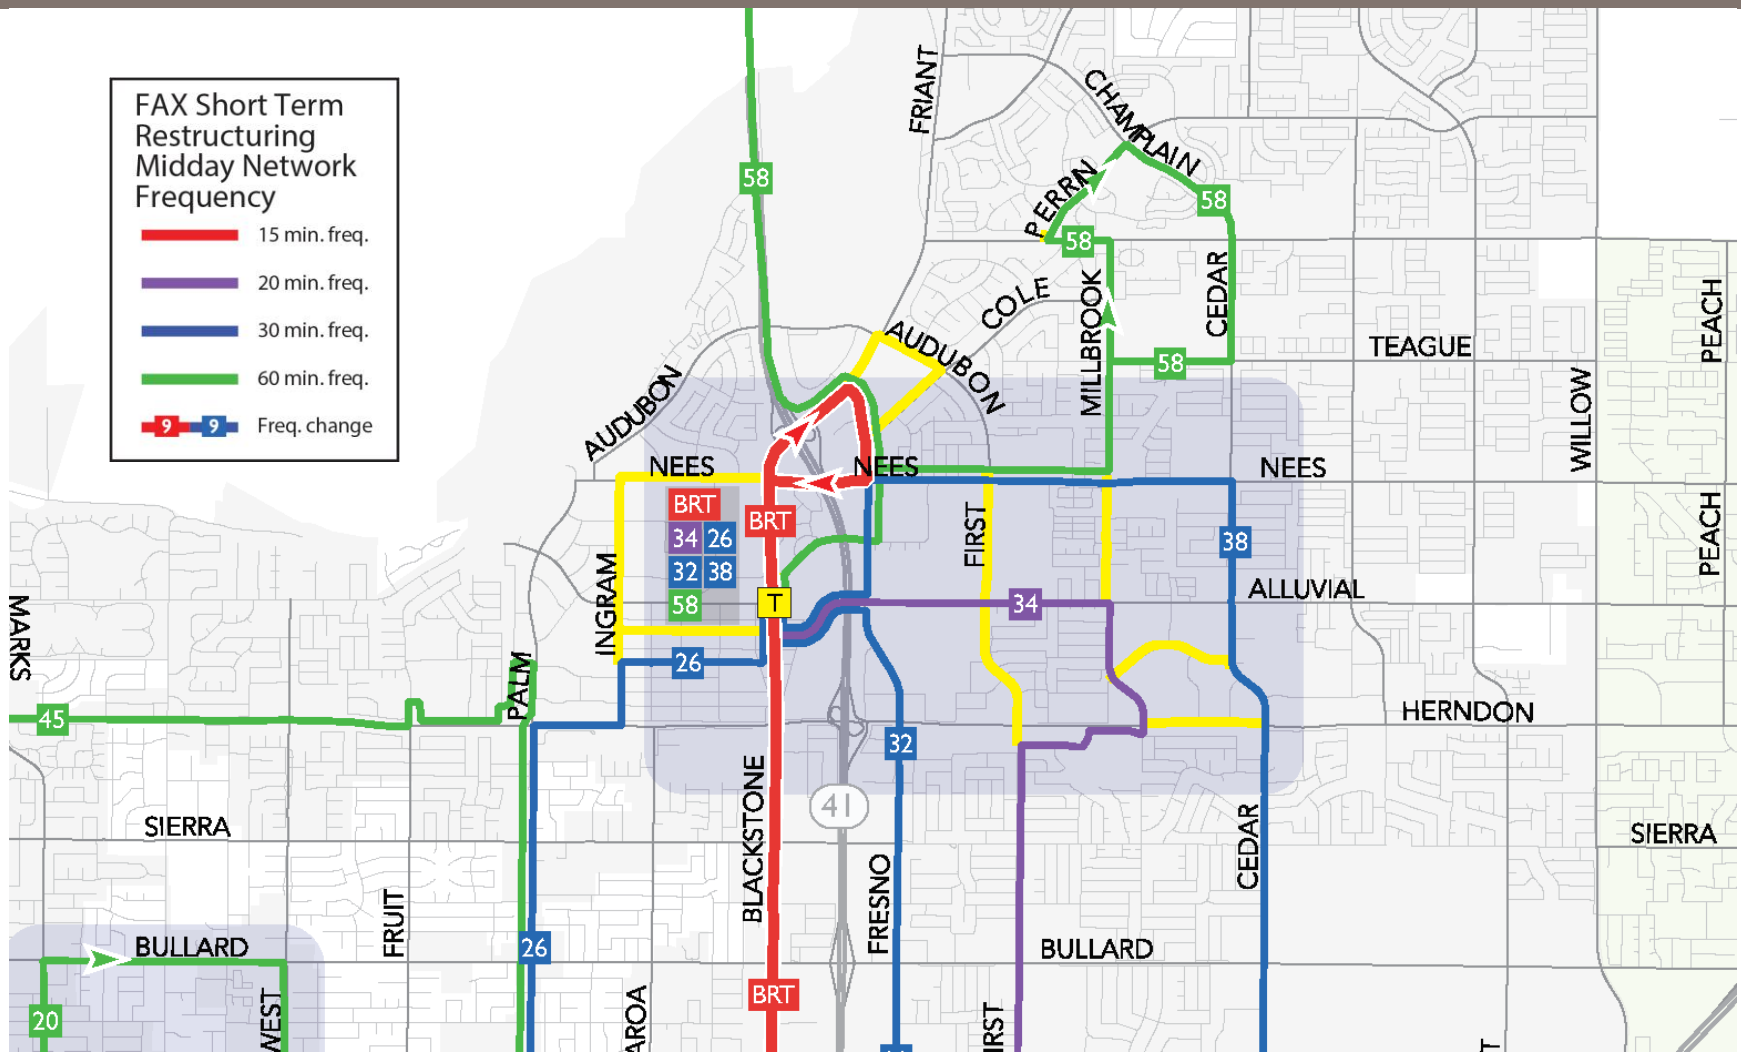 FAX Short Term
Restructuring
Midday Network
Frequency
15 min. freq.
20 min. freq.
30 min. freq.
60 min. freq.
9 9 Freq. change
58
FRIANT
CHAMPLAIN
PERRN
58
58
CEDAR
COLE
MILLBROOK
PEACH
AUDUBON
TEAGUE
58
AUDUBON
WILLOW
NEES
NEES
NEES
BRT
BRT
34 26
32 38
58
FIRST
38
PEACH
INGRAM
T
34
ALLUVIAL
MARKS
26
PALM
45
HERNDON
32
BLACKSTONE
41
SIERRA
CEDAR
SIERRA
FRUIT
FRESNO
BULLARD
26
BULLARD
20
WEST
AROA
BRT
IRST